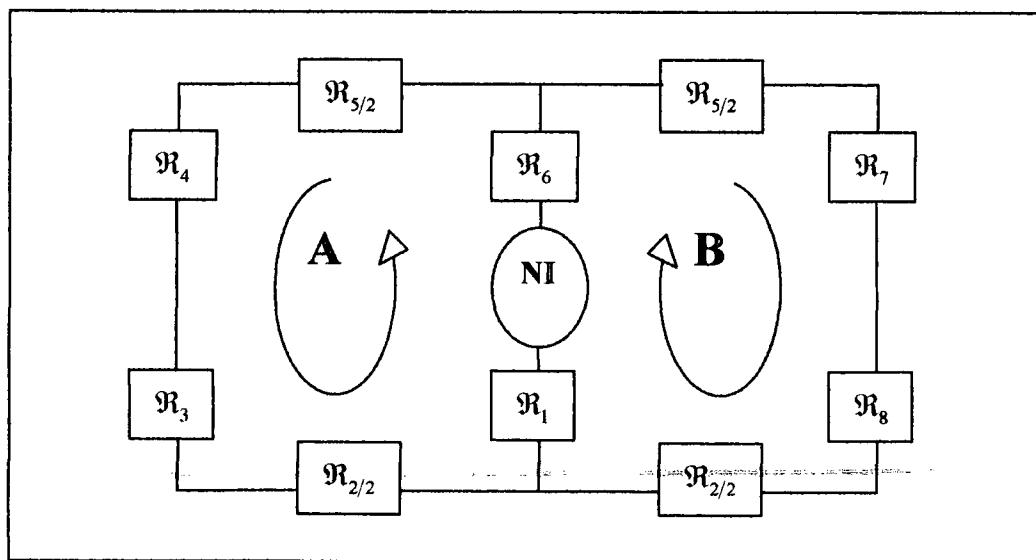 ℜ5/2 ℜ5/2
ℜ4 ℜ6 ℜ7
A NI B
ℜ3 ℜ1 ℜ8
ℜ2/2 ℜ2/2